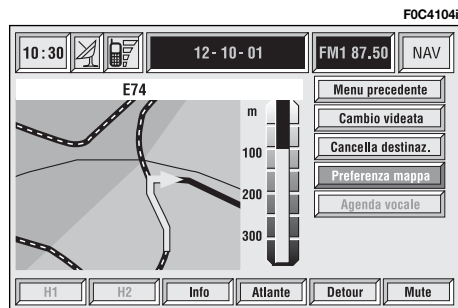 F0C4104i
10:30 12-10-01 FM1 87.50 NAV
E74
Menu precedente
Cambio videata
Cancella destinaz.
Preferenza mappa
Agenda vocale
m
100
200
300
H1 H2 Info Atlante Detour Mute